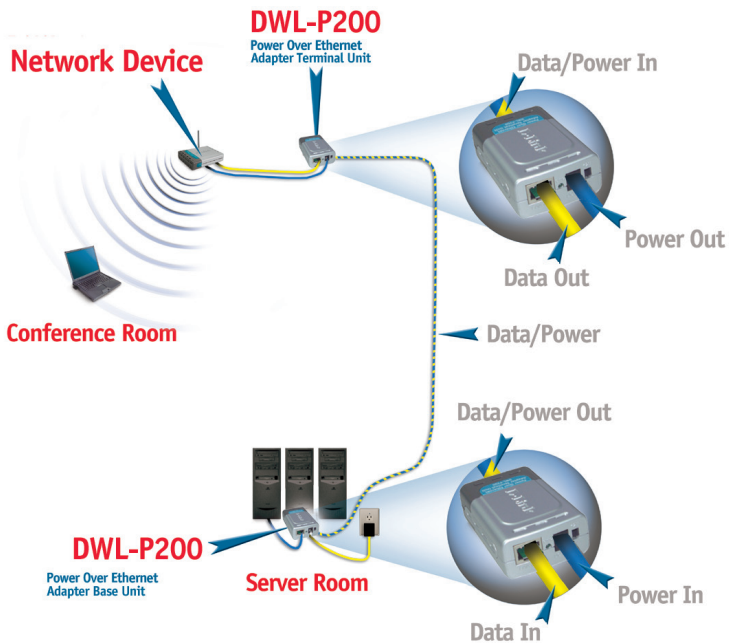 DWL-P200
Power Over Ethernet
Adapter Terminal Unit
Network Device
Data/Power In
Power Out
Data Out
Conference Room
Data/Power
Data/Power Out
DWL-P200
Power Over Ethernet
Adapter Base Unit
Server Room
Power In
Data In